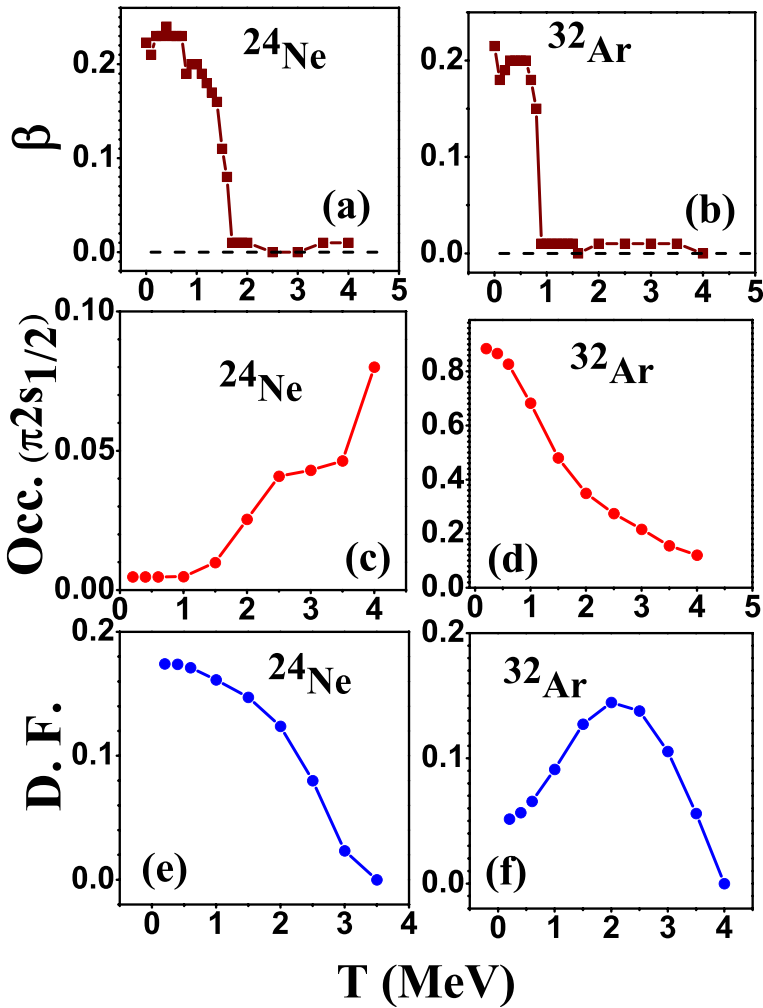 β
0.2
0.1
0.0
²⁴Ne
(a)
0 1 2 3 4 5
0.2
0.1
0.0
³²Ar
(b)
0 1 2 3 4 5
Occ. (π2s1/2)
0.10
0.05
0.00
²⁴Ne
(c)
0 1 2 3 4
0.8
0.6
0.4
0.2
0.0
³²Ar
(d)
0 1 2 3 4 5
D. F.
0.2
0.1
0.0
²⁴Ne
(e)
0 1 2 3 4
0.2
0.1
0.0
³²Ar
(f)
0 1 2 3 4
T (MeV)